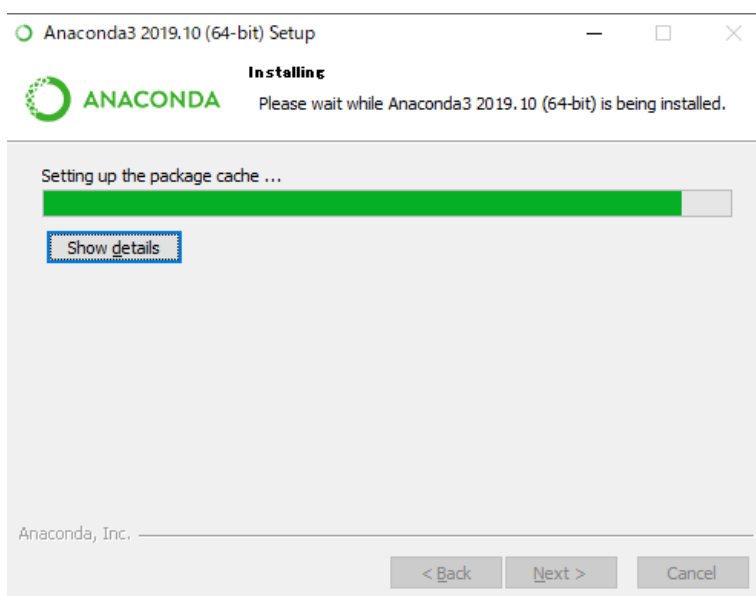 Anaconda3 2019.10 (64-bit) Setup
ANACONDA
Installing
Please wait while Anaconda3 2019.10 (64-bit) is being installed.
Setting up the package cache ...
Show details
Anaconda, Inc.
< Back Next > Cancel